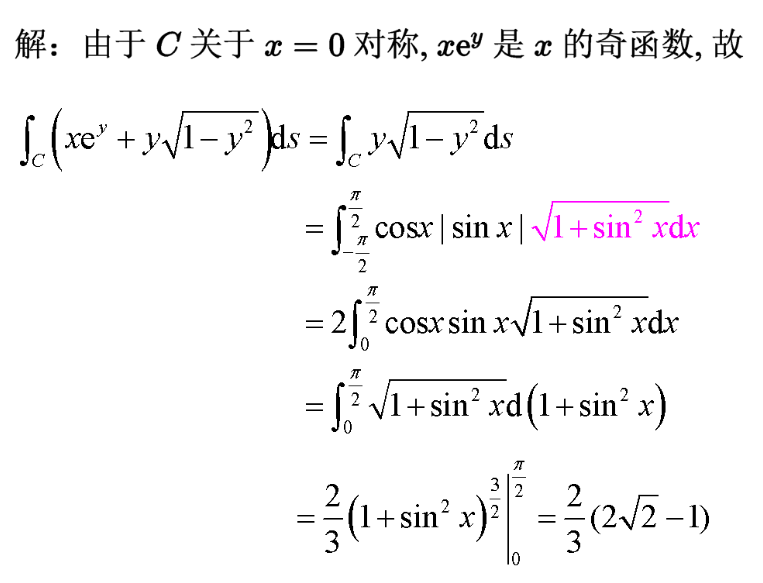 解：由于 C 关于 x = 0 对称, xe^y 是 x 的奇函数, 故
∫_C (xe^y + y√(1−y²))ds = ∫_C y√(1−y²)ds
= ∫_{−π/2}^{π/2} cosx | sin x | √(1+sin² x)dx
= 2∫_0^{π/2} cosx sin x√(1+sin² x)dx
= ∫_0^{π/2} √(1+sin² x)d(1+sin² x)
= 2/3 (1+sin² x)^{3/2} |_0^{π/2} = 2/3 (2√2 −1)